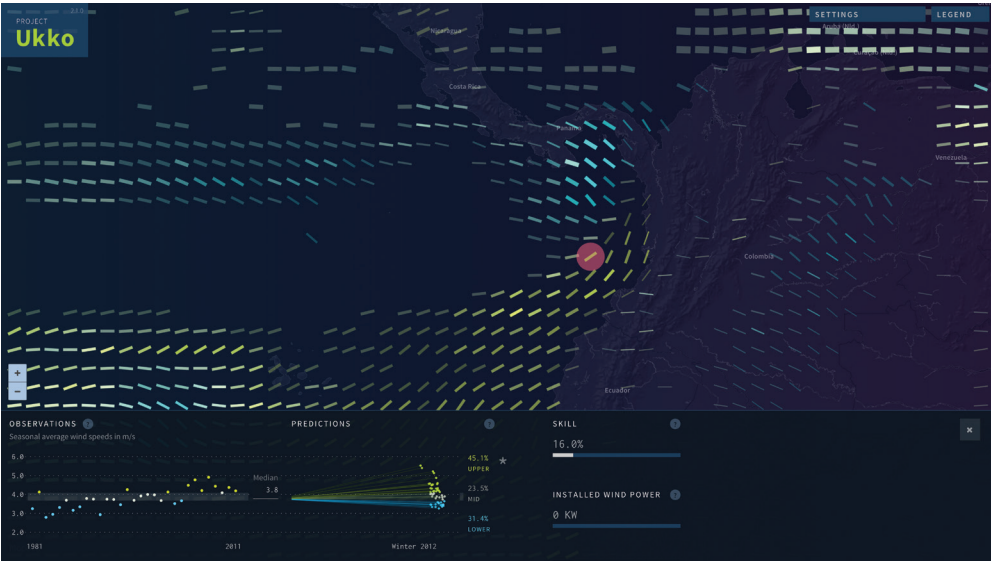 PROJECT
Ukko
SETTINGS
LEGEND
Nicaragua
Costa Rica
Panama
Venezuela
Colombia
Ecuador
+
−
OBSERVATIONS ?
Seasonal average wind speeds in m/s
6.0
5.0
4.0
3.0
2.0
1981
2011
Median
3.8
PREDICTIONS
Winter 2012
45.1%
UPPER
*
23.5%
MID
31.4%
LOWER
SKILL
16.0%
INSTALLED WIND POWER
0 KW
×